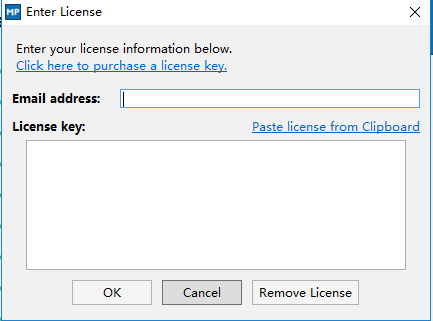 MP Enter License
Enter your license information below.
Click here to purchase a license key.
Email address:
License key: Paste license from Clipboard
OK Cancel Remove License